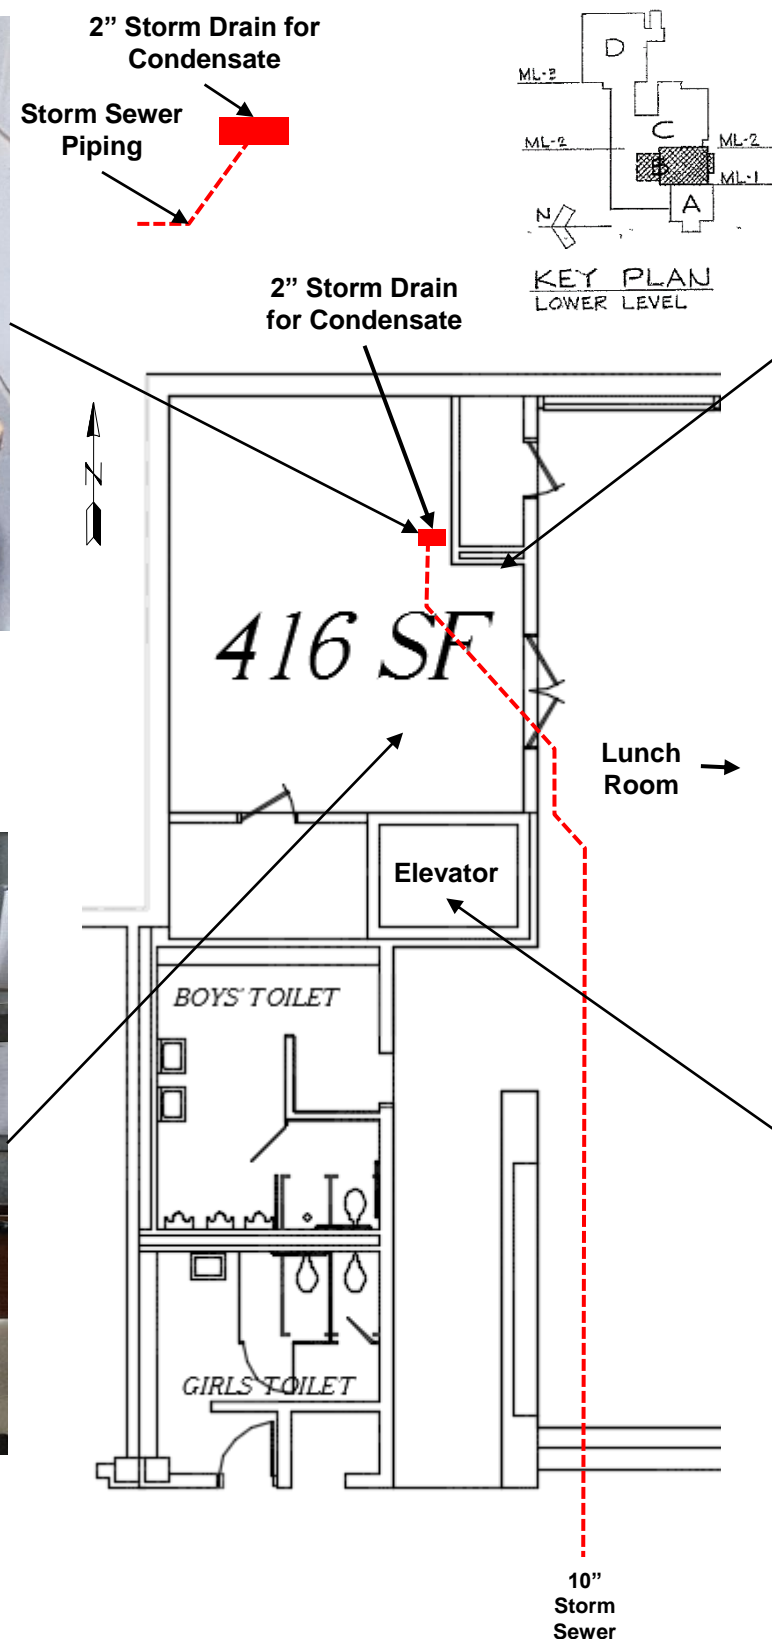 2” Storm Drain for
Condensate
Storm Sewer
Piping
D
ML-3
C
ML-2
ML-2
B
ML-1
A
N
KEY PLAN
LOWER LEVEL
2” Storm Drain
for Condensate
N
416 SF
Lunch
Room
Elevator
BOYS' TOILET
GIRLS TOILET
10”
Storm
Sewer